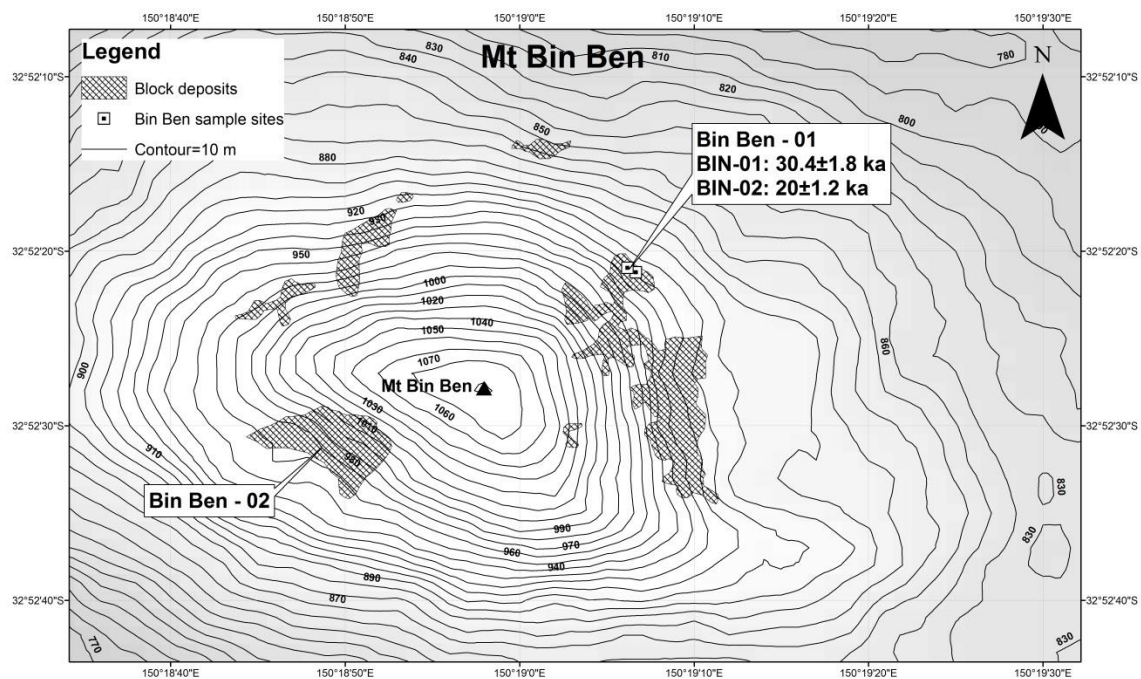 150°18'40"E
150°18'50"E
150°19'0"E
150°19'10"E
150°19'20"E
150°19'30"E
Mt Bin Ben
Legend
Block deposits
Bin Ben sample sites
Contour=10 m
N
32°52'10"S
32°52'10"S
830
840
810
780
820
800
850
880
Bin Ben - 01
BIN-01: 30.4±1.8 ka
BIN-02: 20±1.2 ka
920
930
32°52'20"S
32°52'20"S
950
1000
1020
1040
1050
860
1070
900
Mt Bin Ben
1060
1030
1010
32°52'30"S
32°52'30"S
910
980
830
Bin Ben - 02
990
970
960
940
830
890
870
32°52'40"S
32°52'40"S
770
830
150°18'40"E
150°18'50"E
150°19'0"E
150°19'10"E
150°19'20"E
150°19'30"E